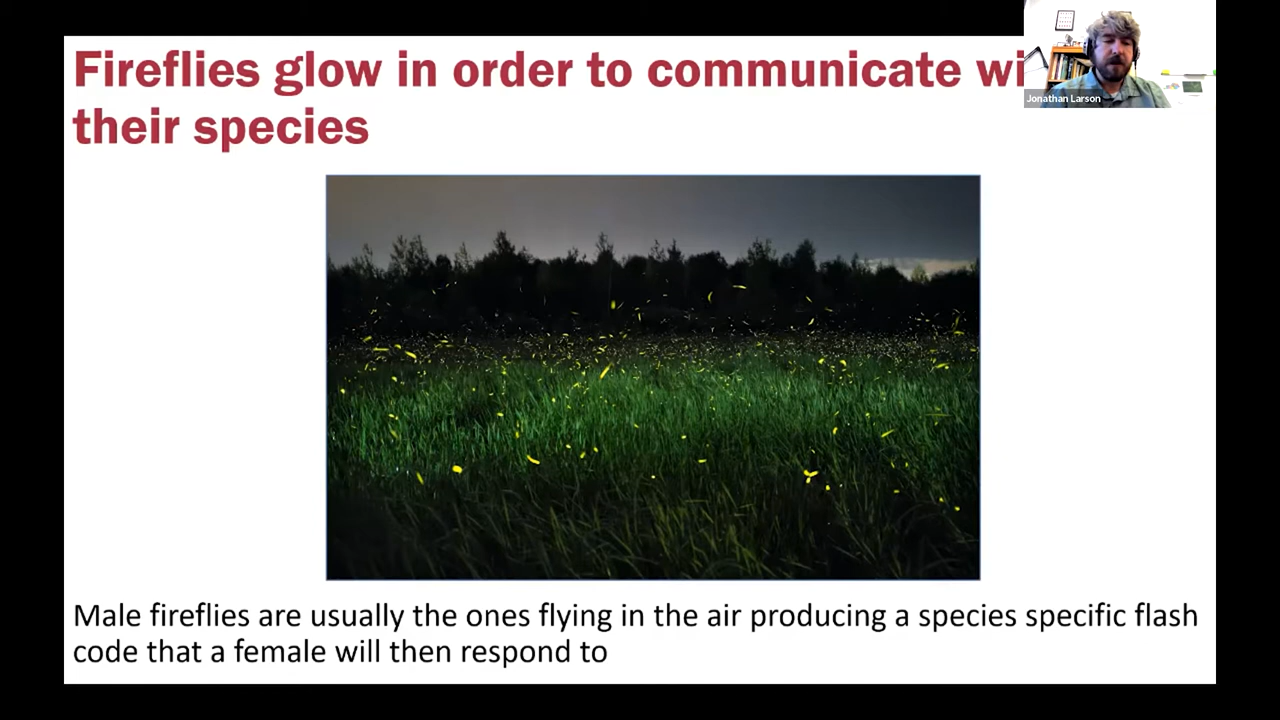 Fireflies glow in order to communicate wi
their species
Jonathan Larson
Male fireflies are usually the ones flying in the air producing a species specific flash
code that a female will then respond to